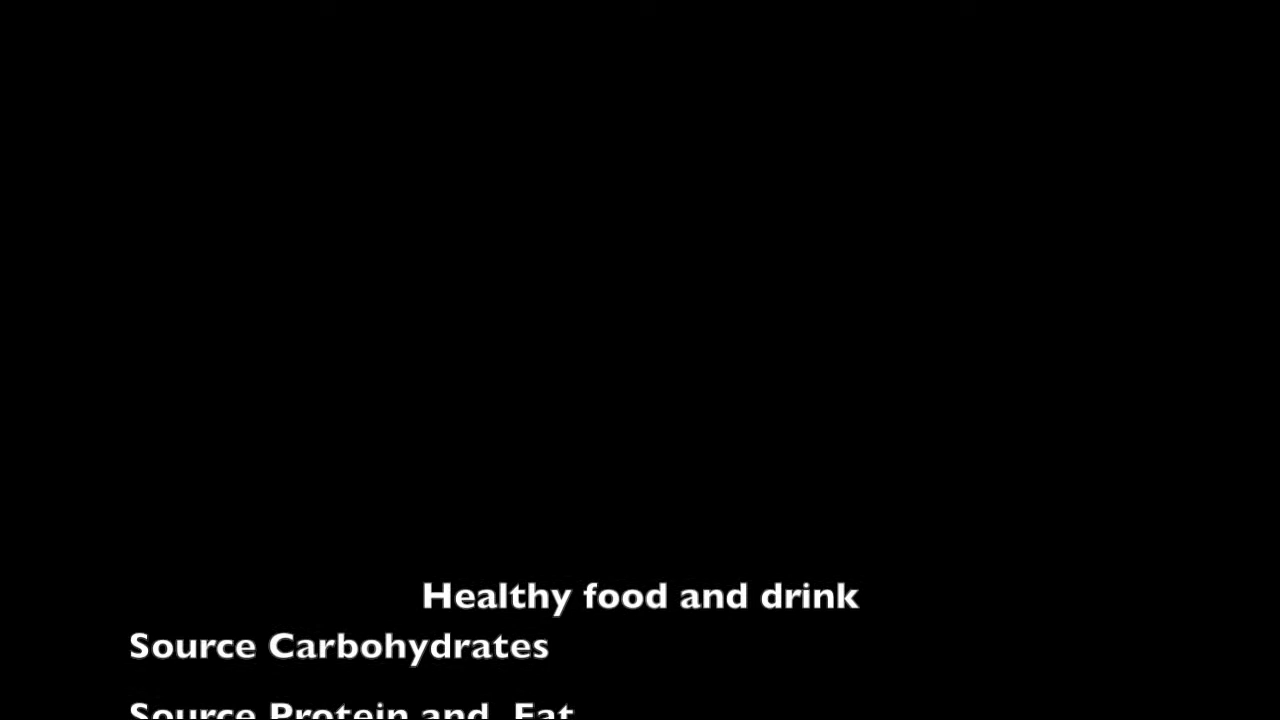 Healthy food and drink
Source Carbohydrates
Source Protein and  Fat